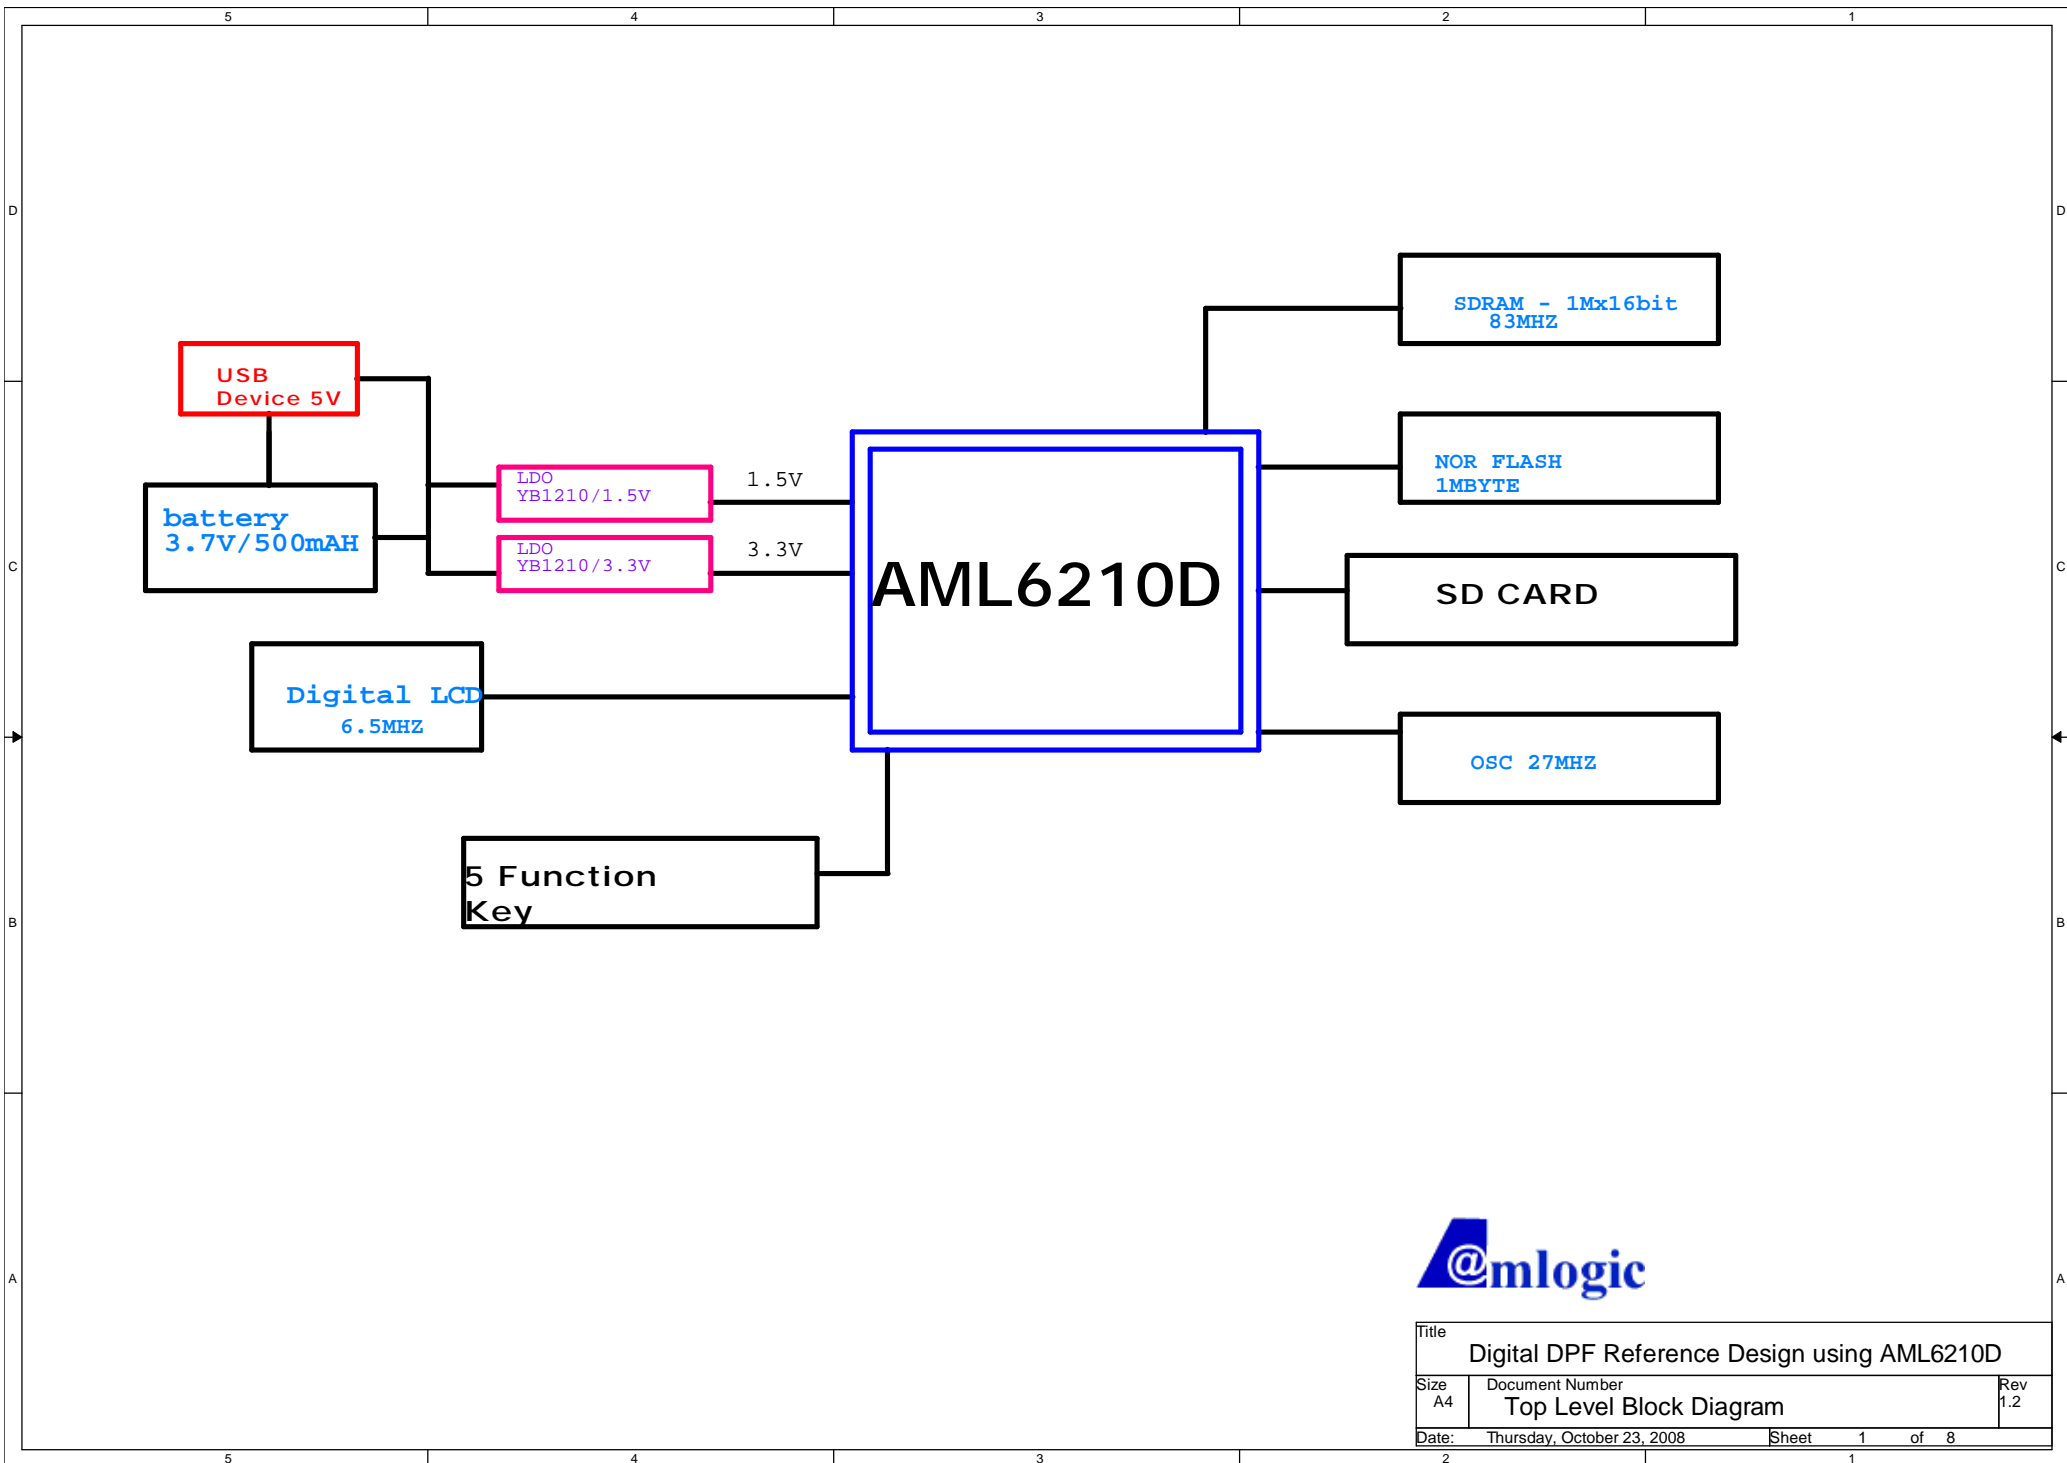 5 4 3 2 1
D D
SDRAM - 1Mx16bit
83MHZ
USB
Device 5V
NOR FLASH
1MBYTE
LDO
YB1210/1.5V
1.5V
battery
3.7V/500mAH
LDO
YB1210/3.3V
3.3V
C C
AML6210D
SD CARD
Digital LCD
6.5MHZ
OSC 27MHZ
5 Function
Key
B B
A A
@mlogic
Title
Digital DPF Reference Design using AML6210D
Size Document Number Rev
A4 Top Level Block Diagram 1.2
Date: Thursday, October 23, 2008 Sheet 1 of 8
5 4 3 2 1